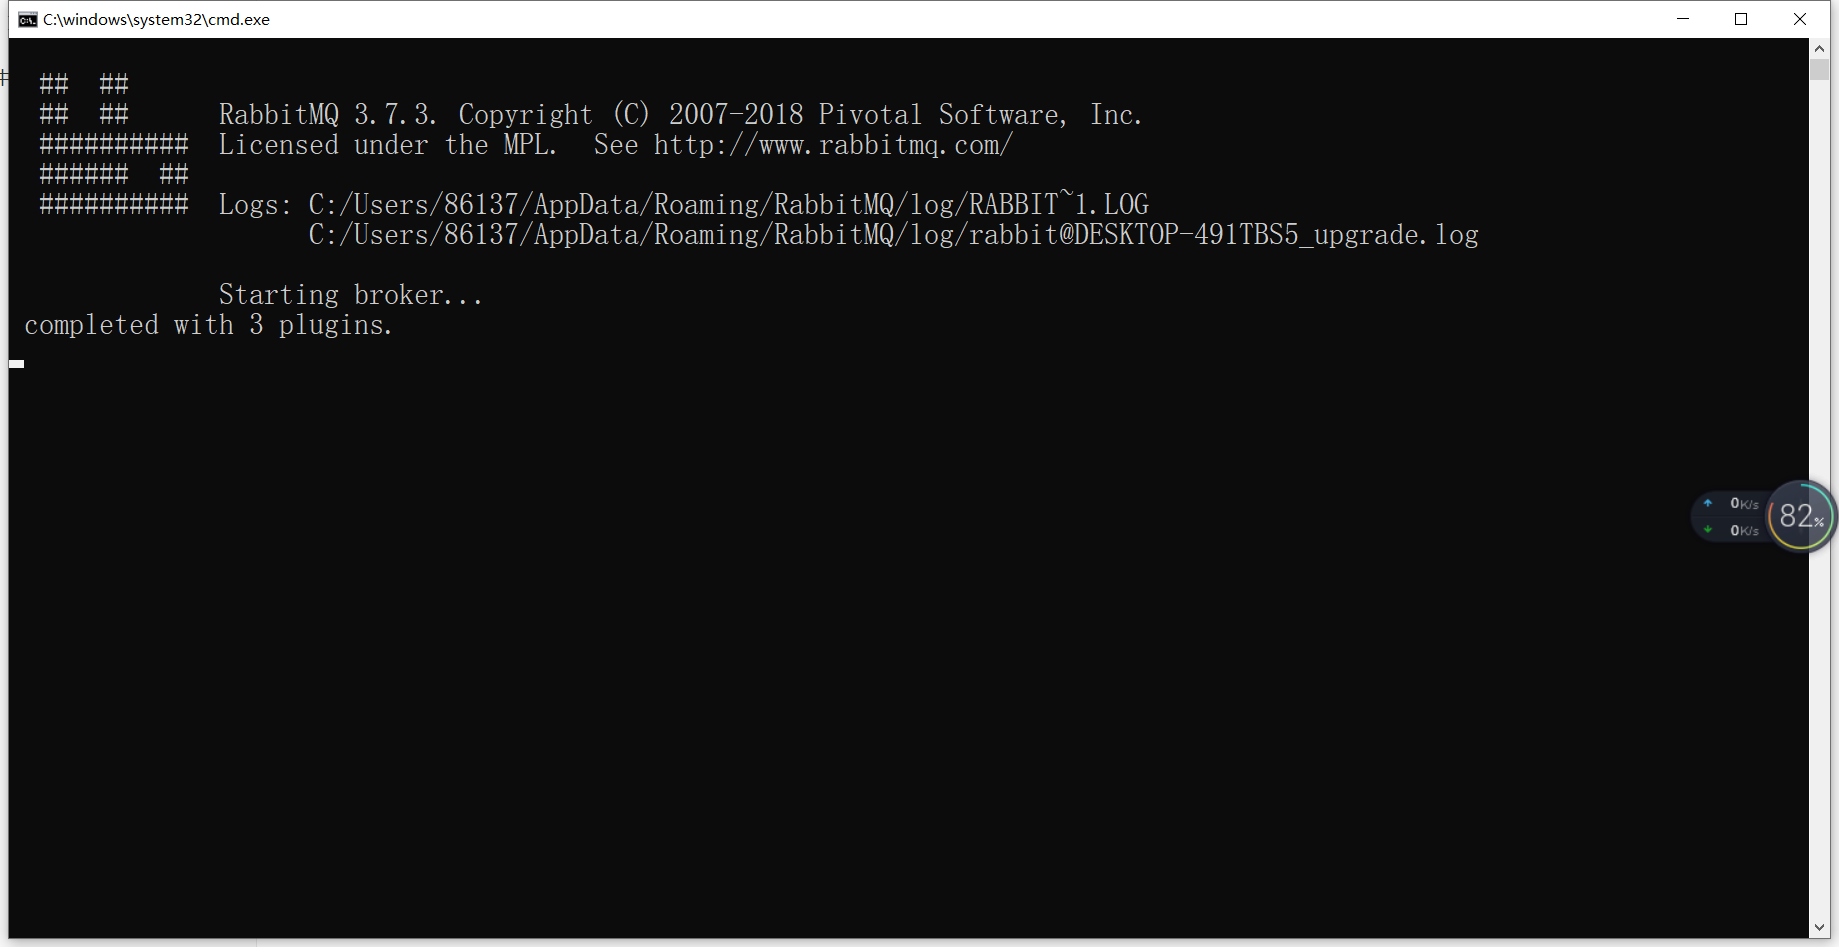 C:\windows\system32\cmd.exe
##  ##
##  ##      RabbitMQ 3.7.3. Copyright (C) 2007-2018 Pivotal Software, Inc.
##########  Licensed under the MPL.  See http://www.rabbitmq.com/
######  ##
##########  Logs: C:/Users/86137/AppData/Roaming/RabbitMQ/log/RABBIT~1.LOG
C:/Users/86137/AppData/Roaming/RabbitMQ/log/rabbit@DESKTOP-491TBS5_upgrade.log
Starting broker...
completed with 3 plugins.
0K/s
82%
0K/s